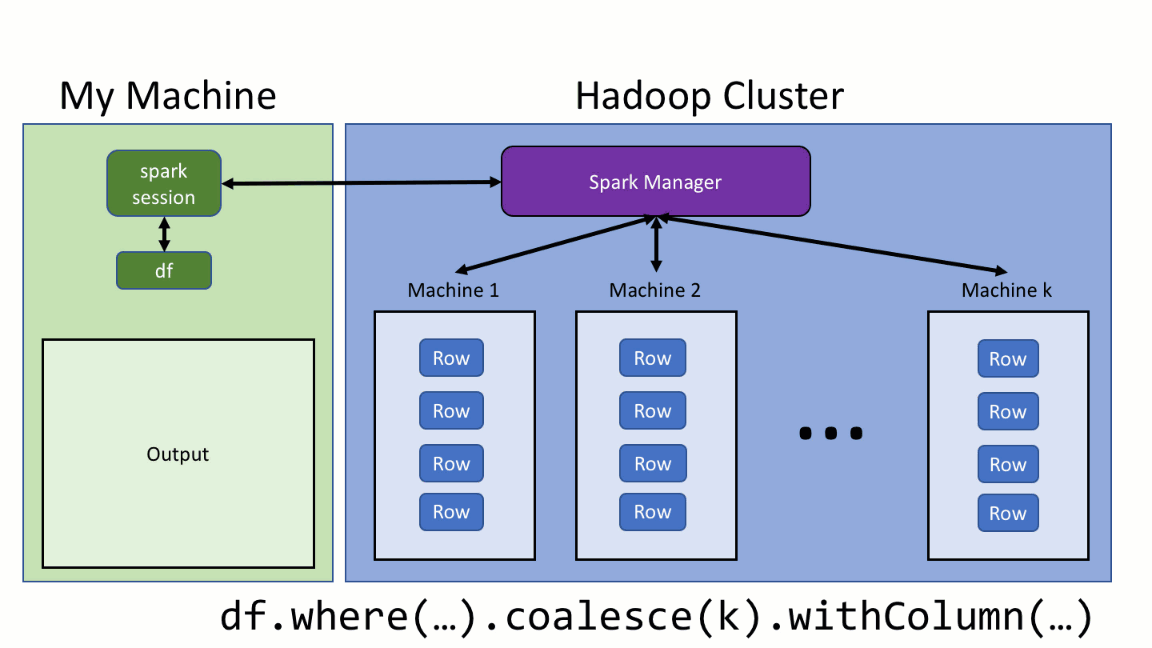 My Machine
Hadoop Cluster
spark
session
Spark Manager
df
Machine 1
Machine 2
Machine k
Row
Row
Row
Row
Row
Row
Row
Row
Row
Row
Row
Row
...
Output
df.where(…).coalesce(k).withColumn(…)